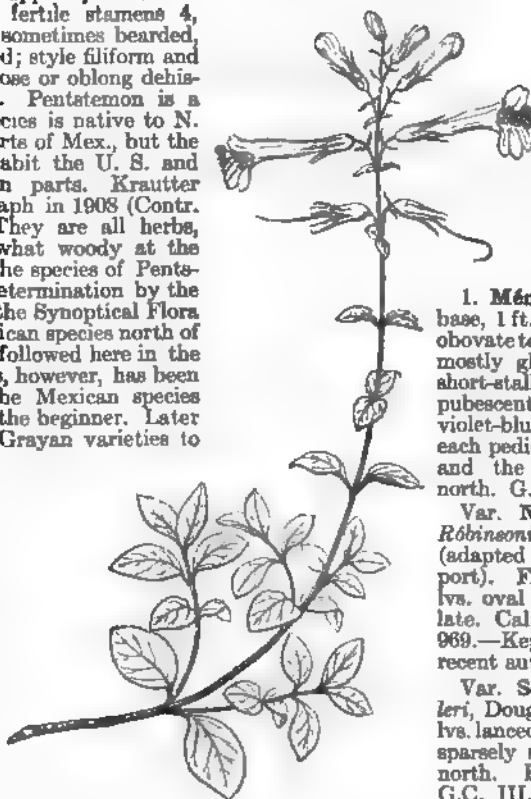 fertile stamens 4,
sometimes bearded,
d; style filiform and
ose or oblong dehis-
. Pentstemon is a
cies is native to N.
rts of Mex., but the
abit the U. S. and
n parts. Krautter
aph in 1908 (Contr.
They are all herbs,
what woody at the
he species of Pents-
etermination by the
the Synoptical Flora
ican species north of
followed here in the
s, however, has been
he Mexican species
the beginner. Later
Grayan varieties to
1. Mén
base, 1 ft.
obovate to
mostly gl
short-stall
pubescent
violet-blu
each pedi
and the
north. G.
Var. N
Róbinsoni
(adapted
port). F
lvs. oval
late. Cal
969.—Keg
recent au
Var. S
leri, Doug
lvs. lanceo
sparsely s
north. H
G.C. III.